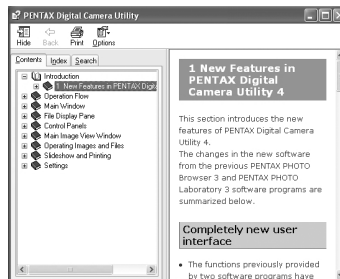 PENTAX Digital Camera Utility
Hide Back Print Options
Contents Index Search
Introduction
1 New Features in PENTAX Digit
Operation Flow
Main Window
File Display Pane
Control Panels
Main Image View Window
Operating Images and Files
Slideshow and Printing
Settings
1 New Features in
PENTAX Digital
Camera Utility 4
This section introduces the new
features of PENTAX Digital Camera
Utility 4.
The changes in the new software
from the previous PENTAX PHOTO
Browser 3 and PENTAX PHOTO
Laboratory 3 software programs are
summarized below.
Completely new user
interface
• The functions previously provided
by two software programs have